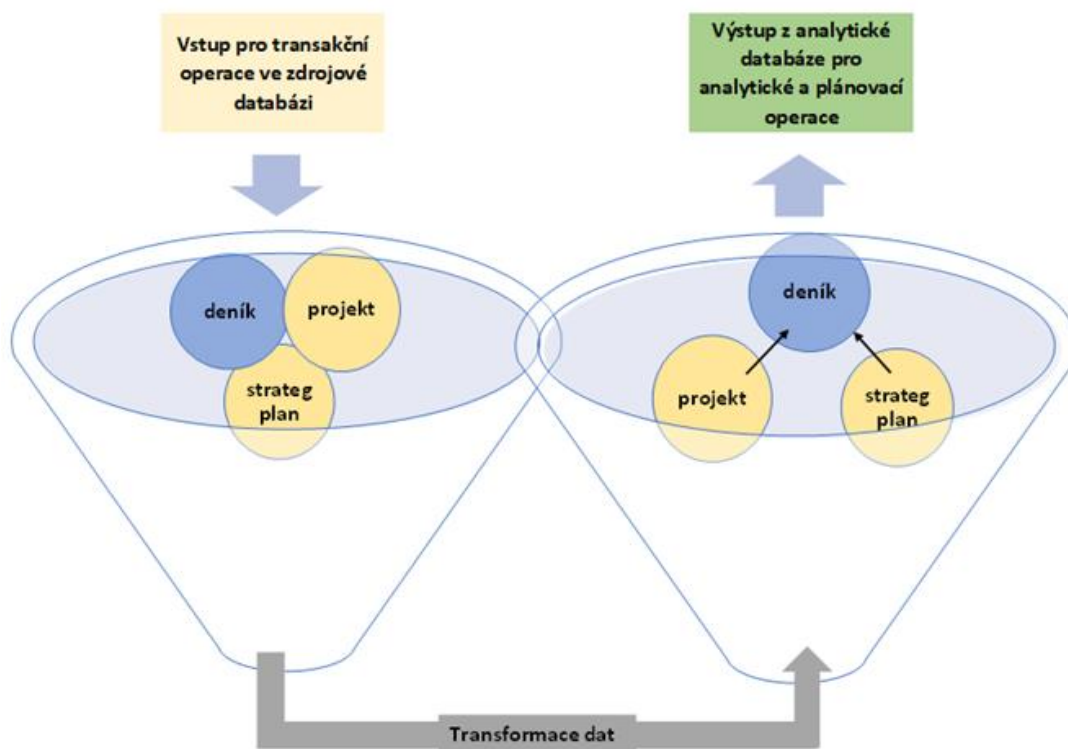 Vstup pro transakční
operace ve zdrojové
databázi
Výstup z analytické
databáze pro
analytické a plánovací
operace
deník
projekt
strateg
plan
deník
projekt
strateg
plan
Transformace dat